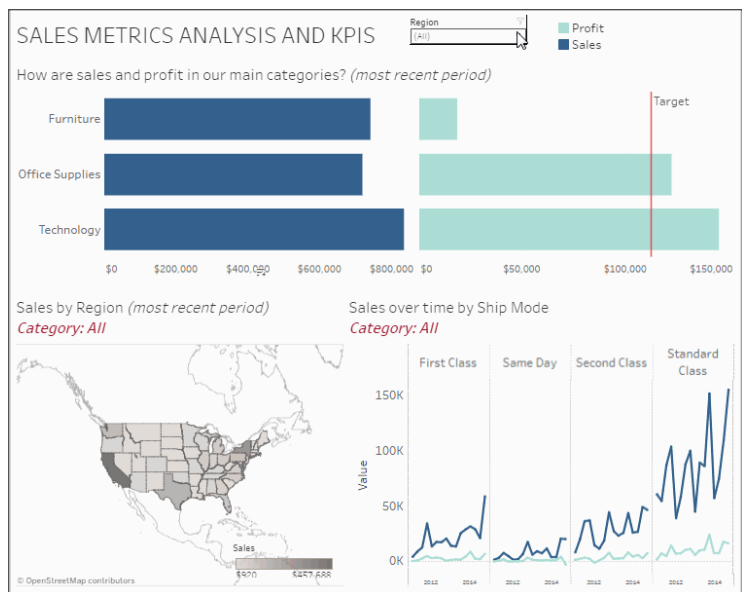 SALES METRICS ANALYSIS AND KPIS
Region
(All)
Profit
Sales
How are sales and profit in our main categories? (most recent period)
Target
Furniture
Office Supplies
Technology
$0 $200,000 $400,000 $600,000 $800,000 $0 $50,000 $100,000 $150,000
Sales by Region (most recent period)
Category: All
Sales
$920 $457,688
© OpenStreetMap contributors
Sales over time by Ship Mode
Category: All
First Class Same Day Second Class Standard
Class
150K
100K
50K
0K
Value
2012 2014 2012 2014 2012 2014 2012 2014